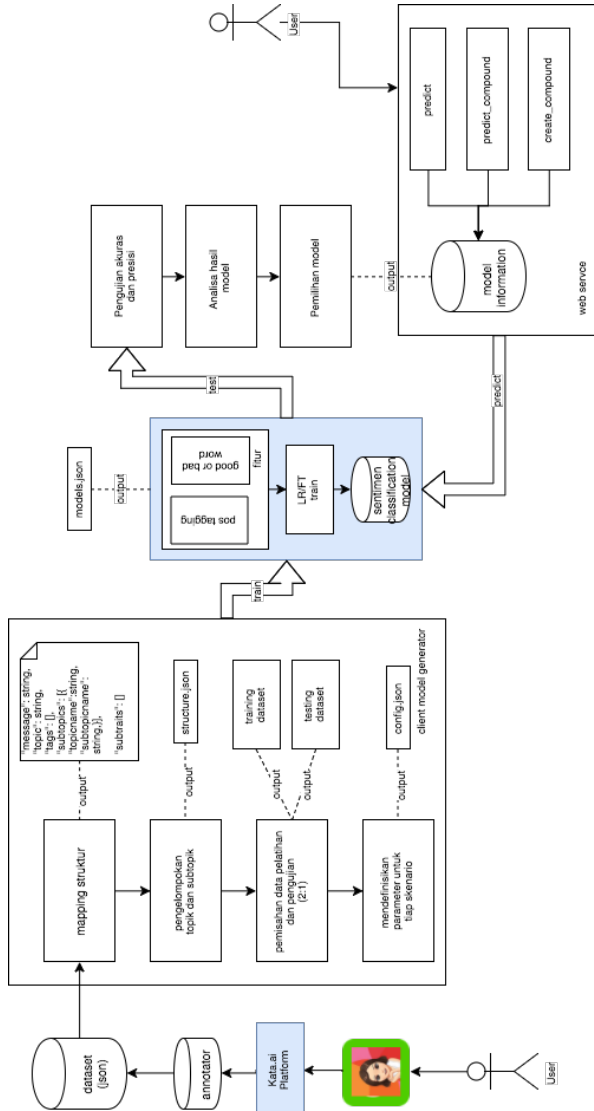 User
Kata.ai
Platform
annotator
dataset
(json)
mapping struktur
output
"message": string,
"topic": string,
"tags": [],
"subtopics": [{
"topicname":string,
"subtopicname":
string,}],
"subtraits": []
pengelompokan
topik dan subtopik
output
structure.json
pemisahan data pelatihan
dan pengujian
(2:1)
output
training
dataset
output
testing
dataset
mendefinisikan
parameter untuk
tiap skenario
output
config.json
client model generator
train
models.json
output
pos tagging
good or bad
word
fitur
LR/FT
train
sentimen
classification
model
test
Pengujian akuras
dan presisi
Analisa hasil
model
Pemilihan model
output
predict
model
information
predict
predict_compound
create_compound
web servce
User